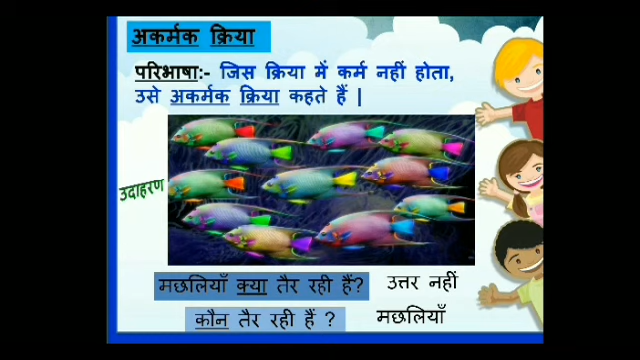 अकर्मक क्रिया
परिभाषा:- जिस क्रिया में कर्म नहीं होता,
उसे अकर्मक क्रिया कहते हैं |
उदाहरण
मछलियाँ क्या तैर रही हैं? उत्तर नहीं
कौन तैर रही हैं ? मछलियाँ